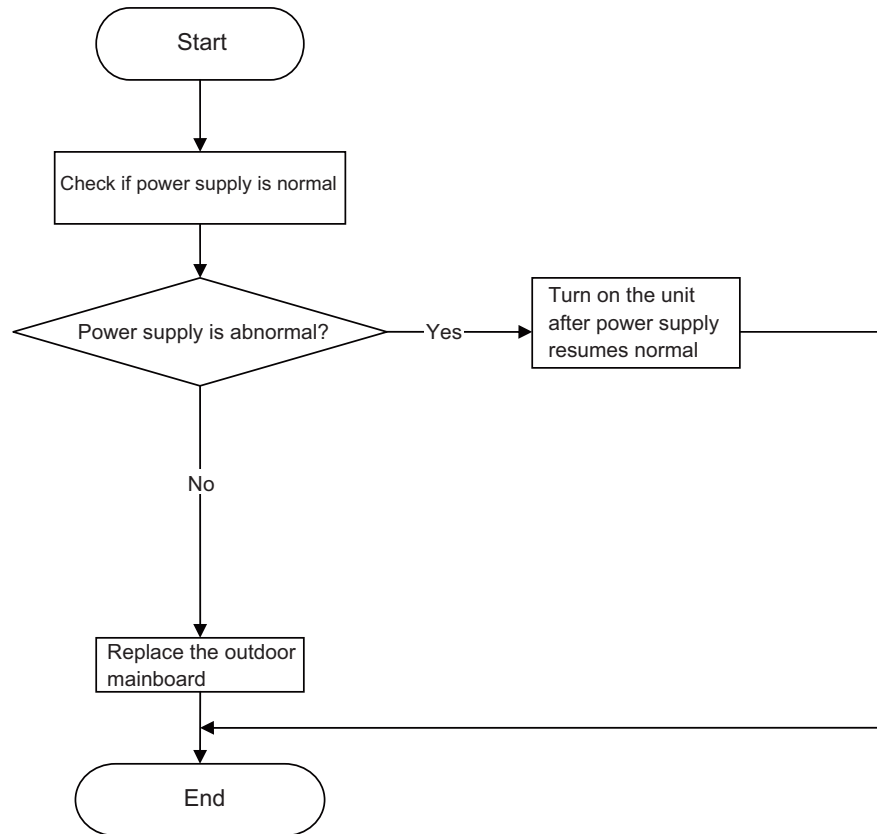 Start
Check if power supply is normal
Power supply is abnormal?
Yes
Turn on the unit
after power supply
resumes normal
No
Replace the outdoor
mainboard
End